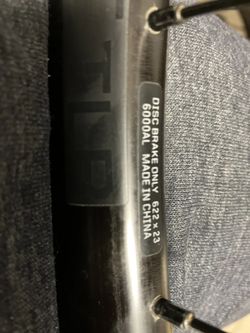 DISC BRAKE ONLY 622 x 23
6000AL MADE IN CHINA